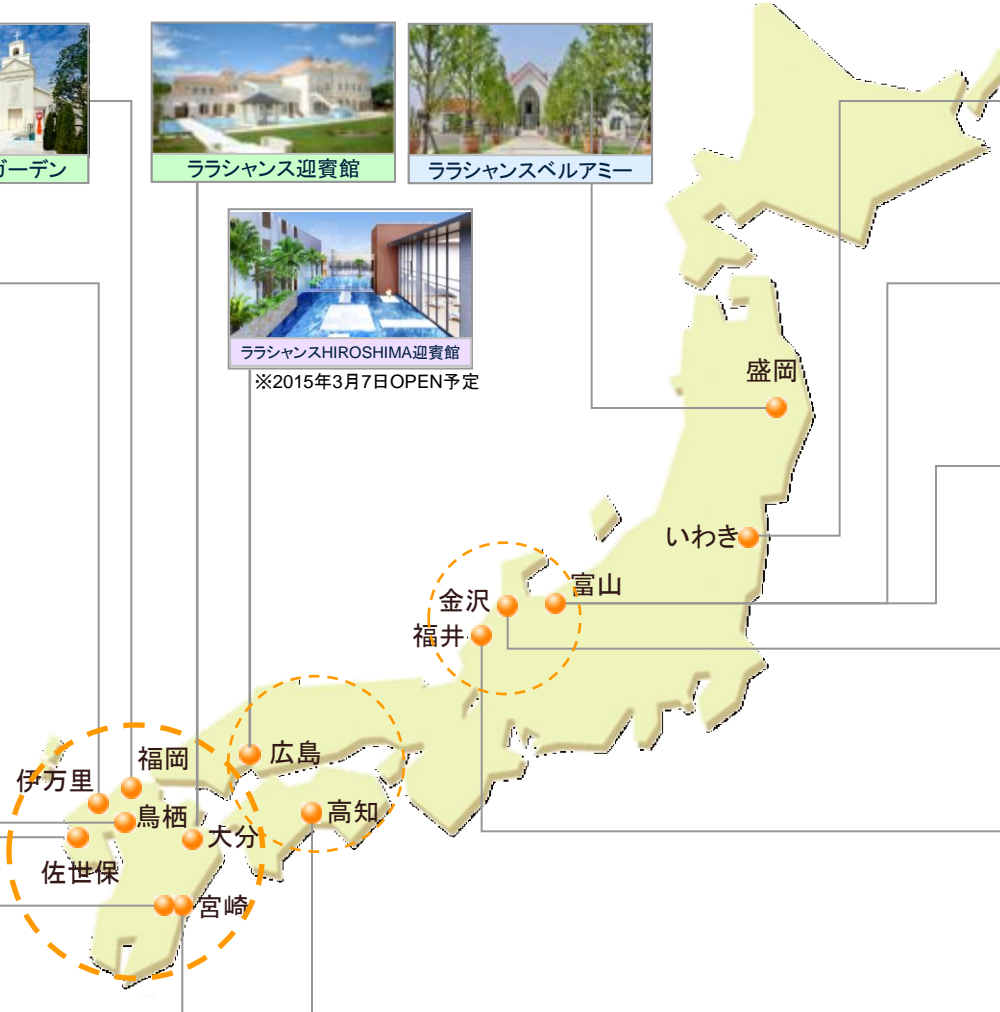 ガーデン
ララシャンス迎賓館
ララシャンスベルアミー
ララシャンスHIROSHIMA迎賓館
※2015年3月7日OPEN予定
盛岡
いわき
富山
金沢
福井
広島
福岡
伊万里
鳥栖
高知
大分
佐世保
宮崎